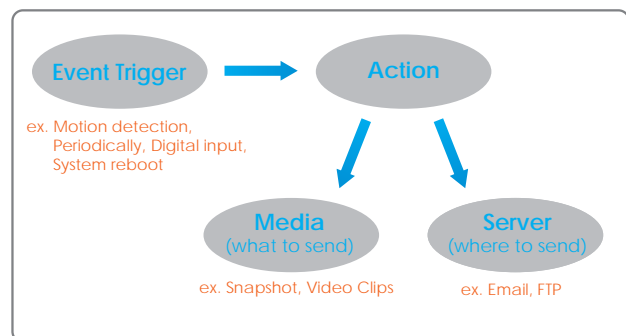 Event Trigger
Action
ex. Motion detection,
Periodically, Digital input,
System reboot
Media
(what to send)
Server
(where to send)
ex. Snapshot, Video Clips
ex. Email, FTP